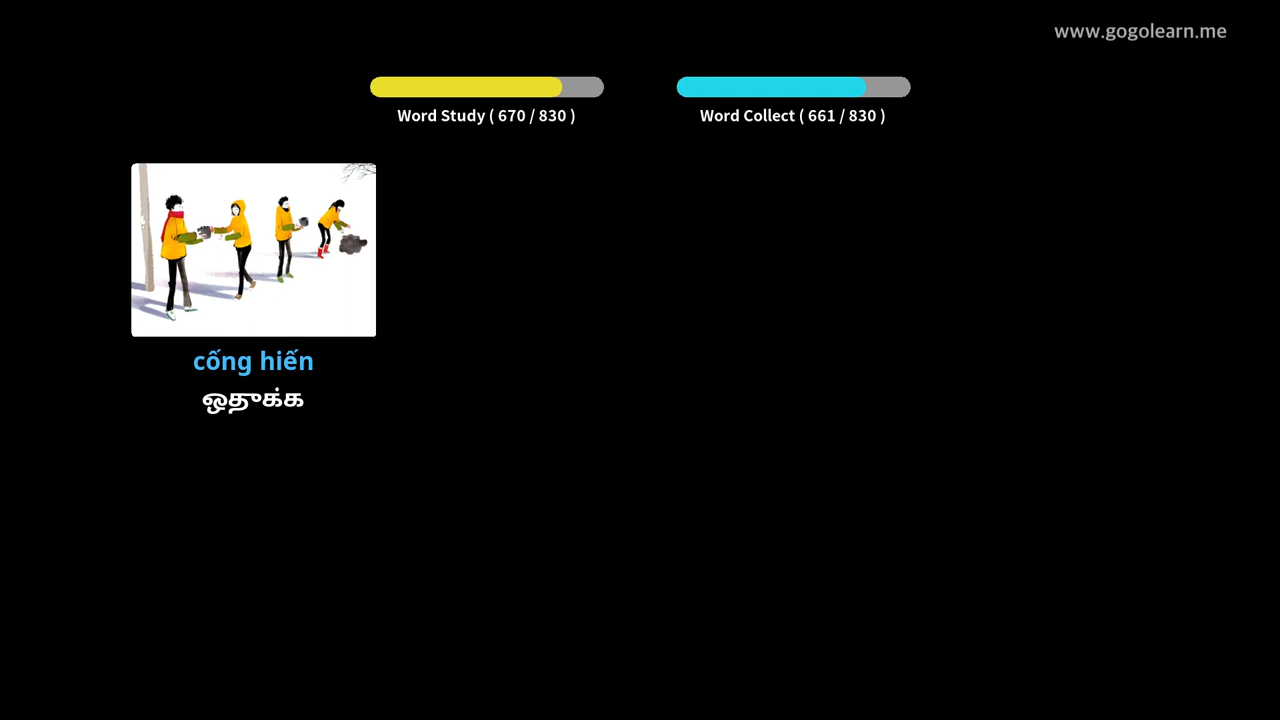 www.gogolearn.me
Word Study ( 670 / 830 )
Word Collect ( 661 / 830 )
cống hiến
ஒதுக்க